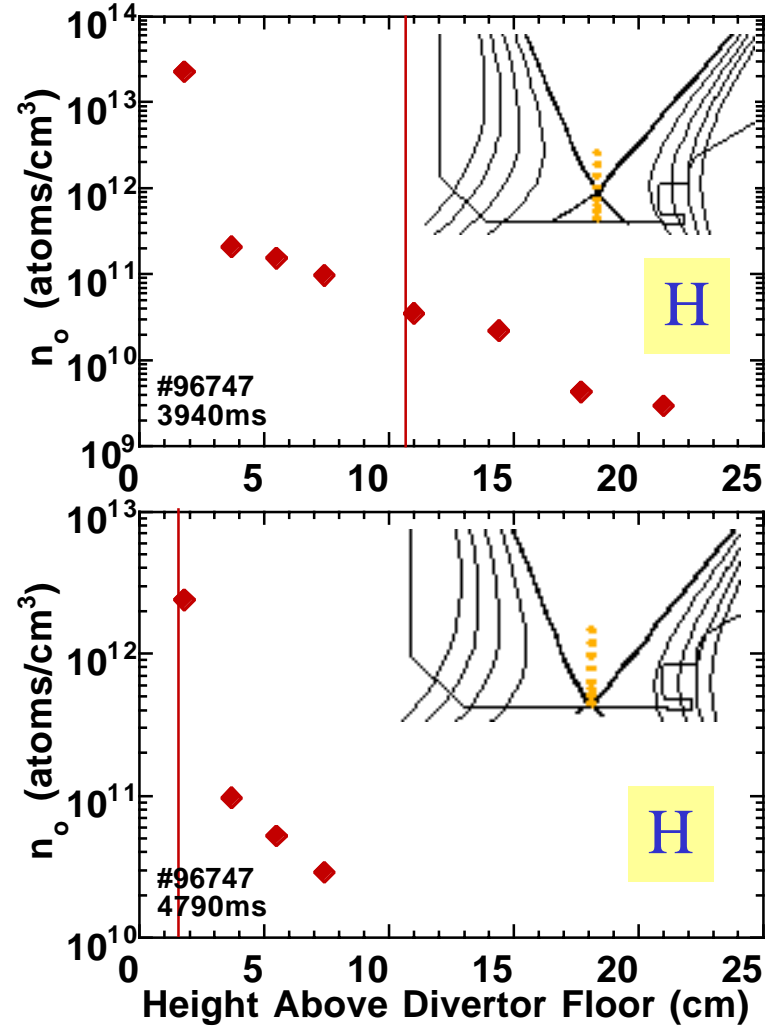 10^14
10^13
10^12
10^11
10^10
10^9
n_o (atoms/cm^3)
H
#96747
3940ms
0 5 10 15 20 25
10^13
10^12
10^11
10^10
n_o (atoms/cm^3)
H
#96747
4790ms
0 5 10 15 20 25
Height Above Divertor Floor (cm)